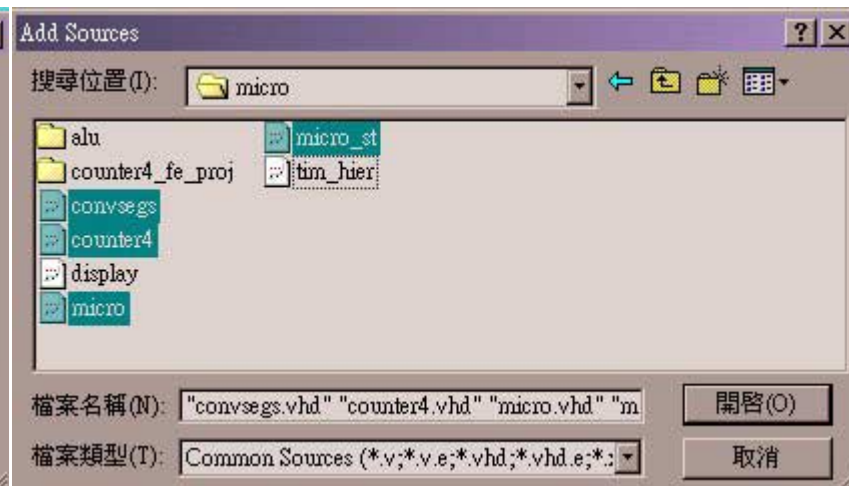 Add Sources
搜尋位置(I): micro
alu micro_st
counter4_fe_proj tim_hier
convsegs
counter4
display
micro
檔案名稱(N): "convsegs.vhd" "counter4.vhd" "micro.vhd" "m 開啓(O)
檔案類型(T): Common Sources (*.v;*.v.e;*.vhd;*.vhd.e;*.: 取消